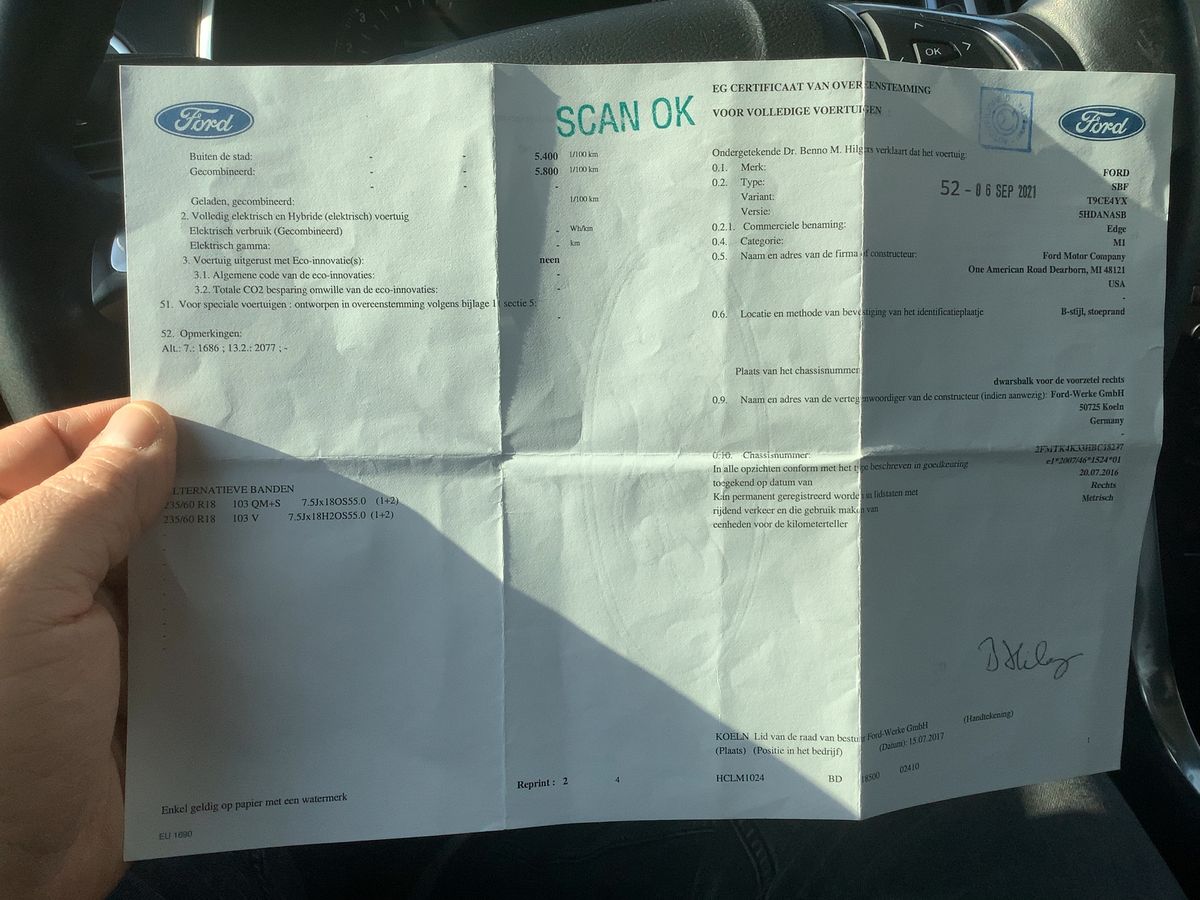 OK
Ford
Buiten de stad: - - 5.400 l/100 km
Gecombineerd: - - 5.800 l/100 km
- - -
Geladen, gecombineerd: l/100 km
2. Volledig elektrisch en Hybride (elektrisch) voertuig
Elektrisch verbruik (Gecombineerd) - Wh/km
Elektrisch gamma: - km
3. Voertuig uitgerust met Eco-innovatie(s): neen
3.1. Algemene code van de eco-innovaties: -
3.2. Totale CO2 besparing omwille van de eco-innovaties: -
51. Voor speciale voertuigen : ontworpen in overeenstemming volgens bijlage 11 sectie 5:
-
52. Opmerkingen:
Alt.: 7.: 1686 ; 13.2.: 2077 ; -
ALTERNATIEVE BANDEN
235/60 R18 103 QM+S 7.5Jx18OS55.0 (1+2)
235/60 R18 103 V 7.5Jx18H2OS55.0 (1+2)
Enkel geldig op papier met een watermerk
EU 1690
SCAN OK
Reprint : 2 4
EG CERTIFICAAT VAN OVEREENSTEMMING
VOOR VOLLEDIGE VOERTUIGEN
Ford
Ondergetekende Dr. Benno M. Hilgers verklaart dat het voertuig:
0.1. Merk: FORD
0.2. Type: SBF
52 - 06 SEP 2021
Variant: T9CE4YX
Versie: 5HDANASB
0.2.1. Commerciele benaming: Edge
0.4. Categorie: M1
0.5. Naam en adres van de firma of constructeur: Ford Motor Company
One American Road Dearborn, MI 48121
USA
-
0.6. Locatie en methode van bevestiging van het identificatieplaatje B-stijl, stoeprand
Plaats van het chassisnummer
dwarsbalk voor de voorzetel rechts
0.9. Naam en adres van de vertegenwoordiger van de constructeur (indien aanwezig): Ford-Werke GmbH
50725 Koeln
Germany
-
0.10. Chassisnummer:
In alle opzichten conform met het type beschreven in goedkeuring e1*2007/46*1524*01
toegekend op datum van 20.07.2016
Kan permanent geregistreerd worden in lidstaten met Rechts
rijdend verkeer en die gebruik maken van Metrisch
eenheden voor de kilometerteller
KOELN Lid van de raad van bestuur Ford-Werke GmbH (Handtekening)
(Plaats) (Positie in het bedrijf) (Datum): 15.07.2017
1
HCLM1024 BD 18500 02410